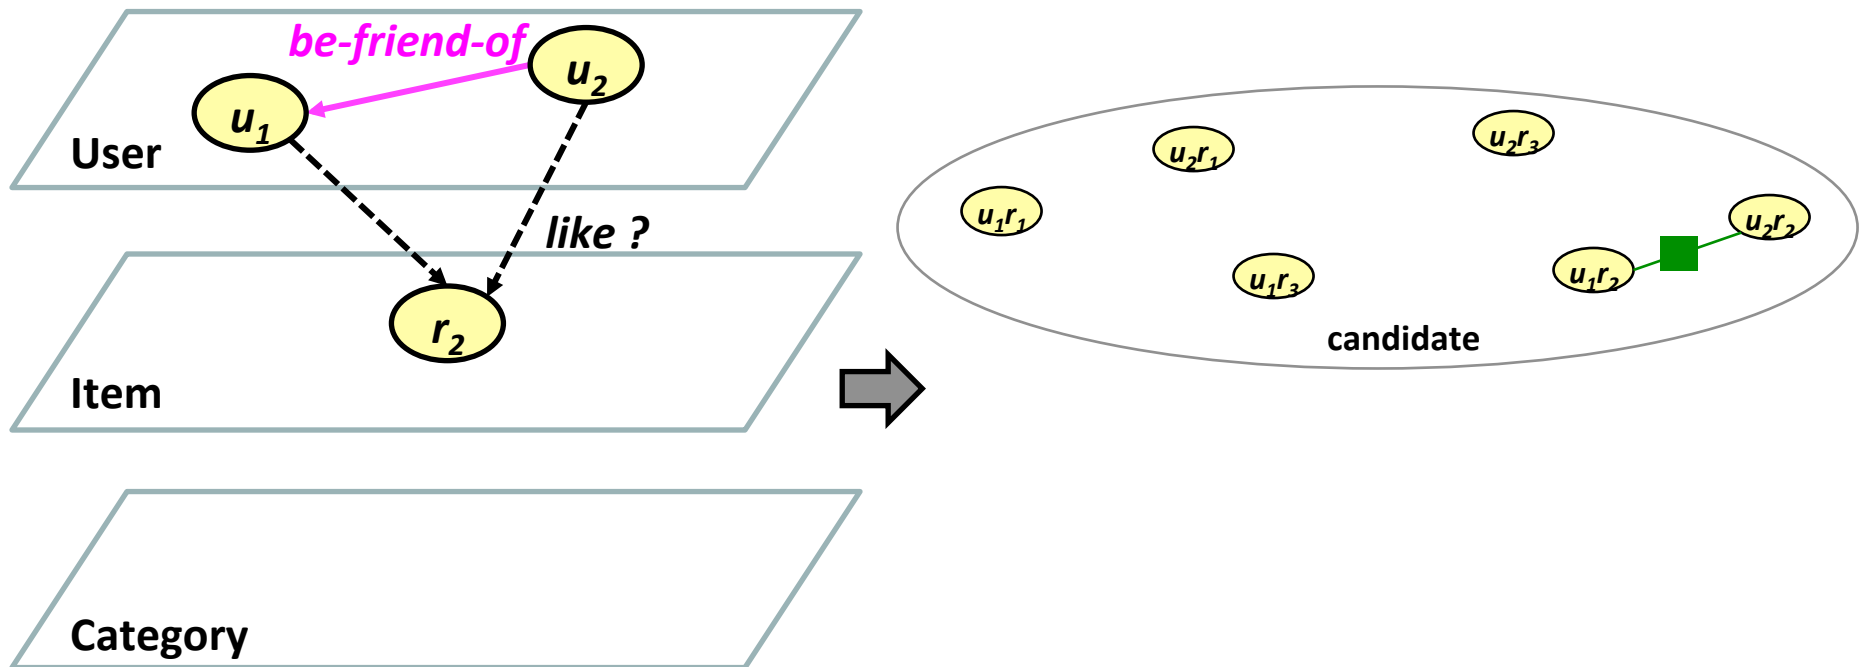 be-friend-of
u2
u1
User
like ?
r2
Item
Category
u2r1
u2r3
u1r1
u2r2
u1r3
u1r2
candidate